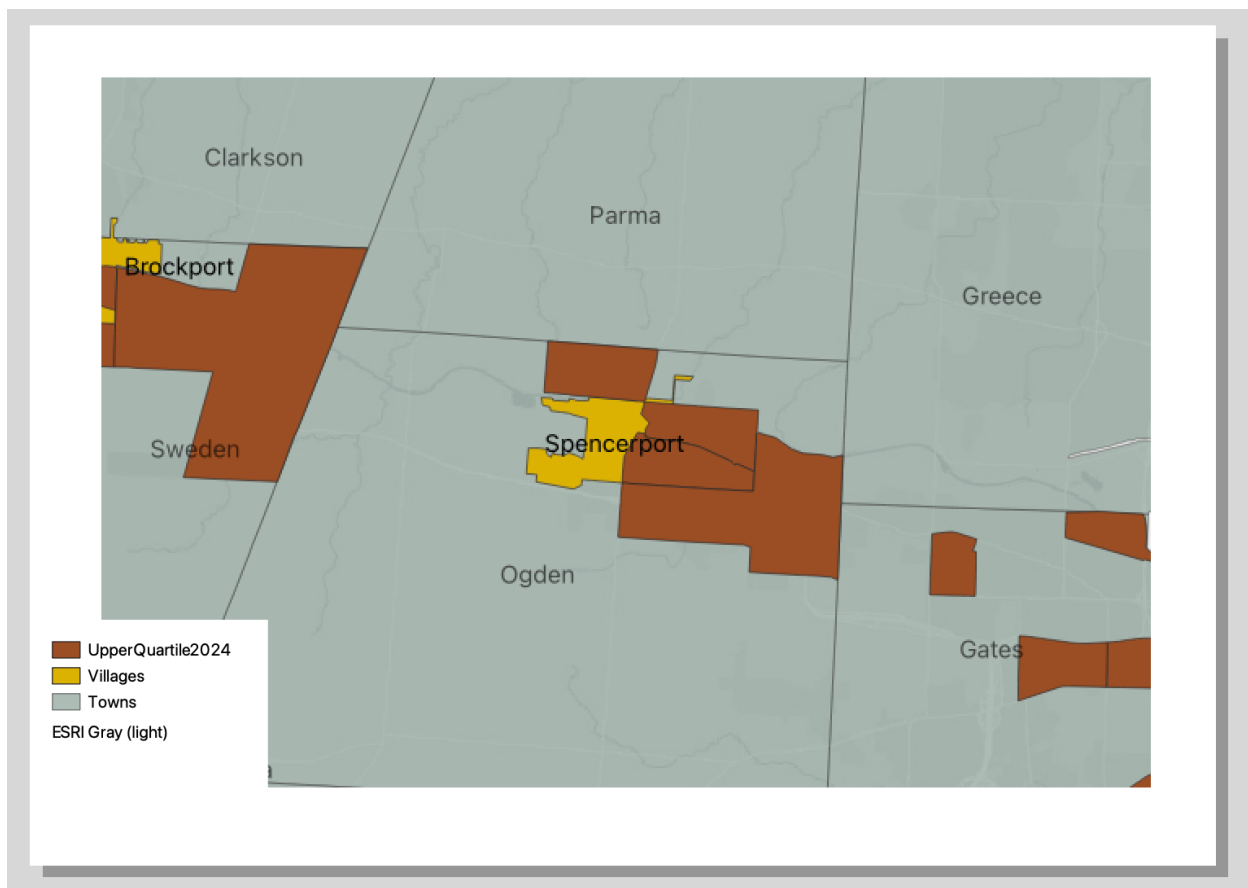 Clarkson
Parma
Brockport
Greece
Sweden
Spencerport
Ogden
Gates
UpperQuartile2024
Villages
Towns
ESRI Gray (light)
a